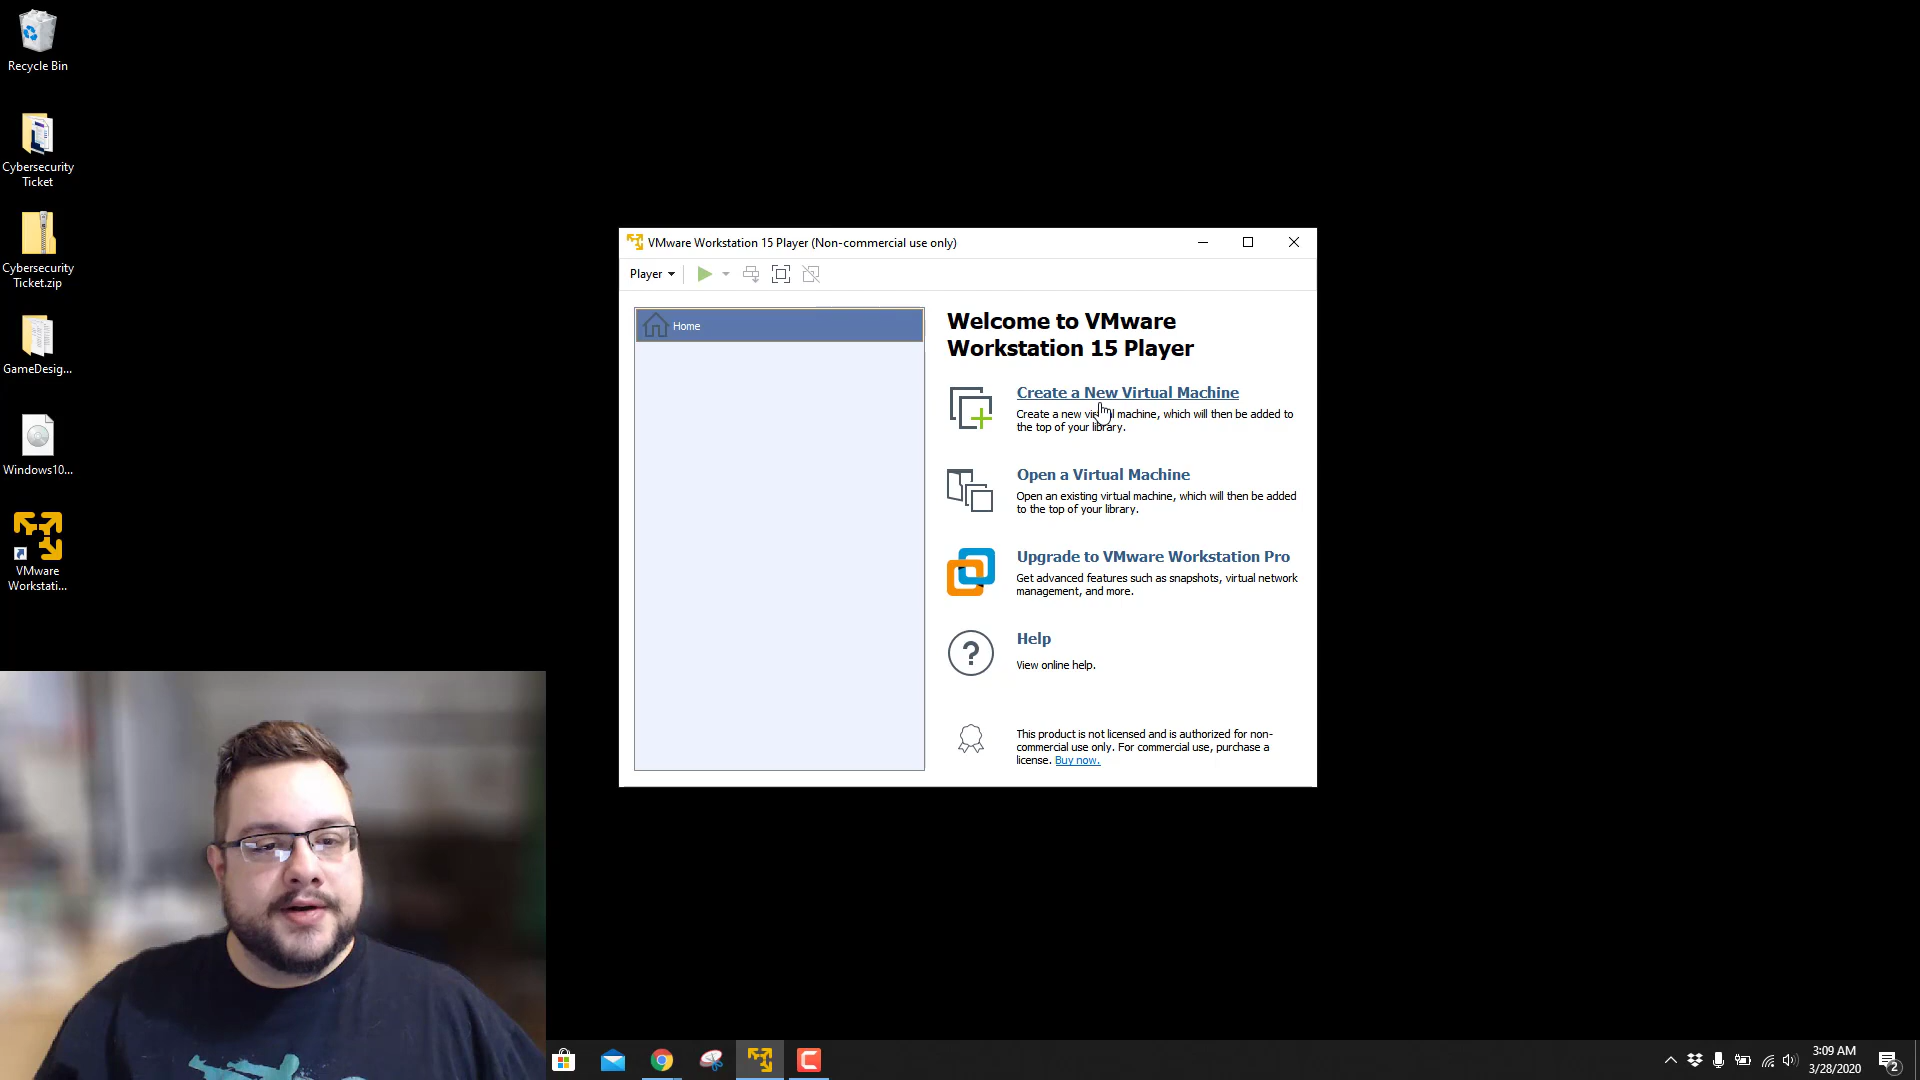 Recycle Bin
Cybersecurity
Ticket
Cybersecurity
Ticket.zip
GameDesig...
Windows10...
VMware
Workstati...
VMware Workstation 15 Player (Non-commercial use only)
Player
Home
Welcome to VMware
Workstation 15 Player
Create a New Virtual Machine
Create a new virtual machine, which will then be added to
the top of your library.
Open a Virtual Machine
Open an existing virtual machine, which will then be added
to the top of your library.
Upgrade to VMware Workstation Pro
Get advanced features such as snapshots, virtual network
management, and more.
?
Help
View online help.
This product is not licensed and is authorized for non-
commercial use only. For commercial use, purchase a
license. Buy now.
3:09 AM
3/28/2020
2